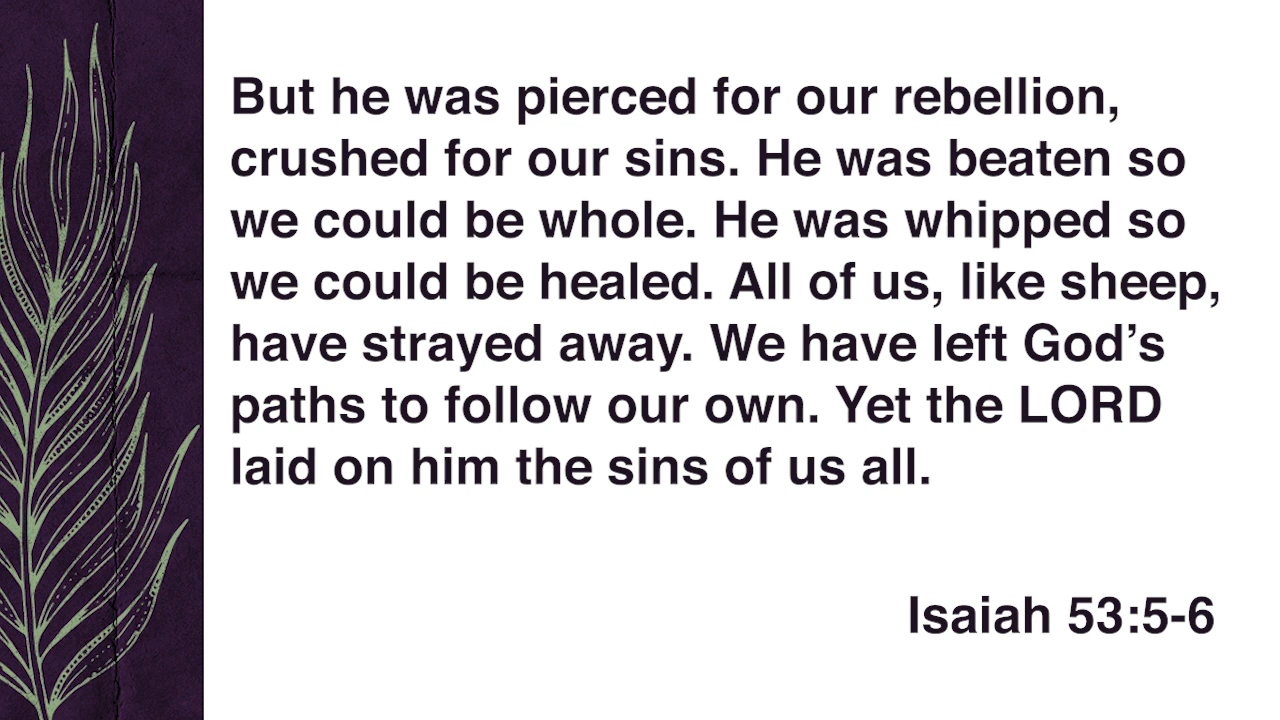 But he was pierced for our rebellion,
crushed for our sins. He was beaten so
we could be whole. He was whipped so
we could be healed. All of us, like sheep,
have strayed away. We have left God’s
paths to follow our own. Yet the LORD
laid on him the sins of us all.
Isaiah 53:5-6